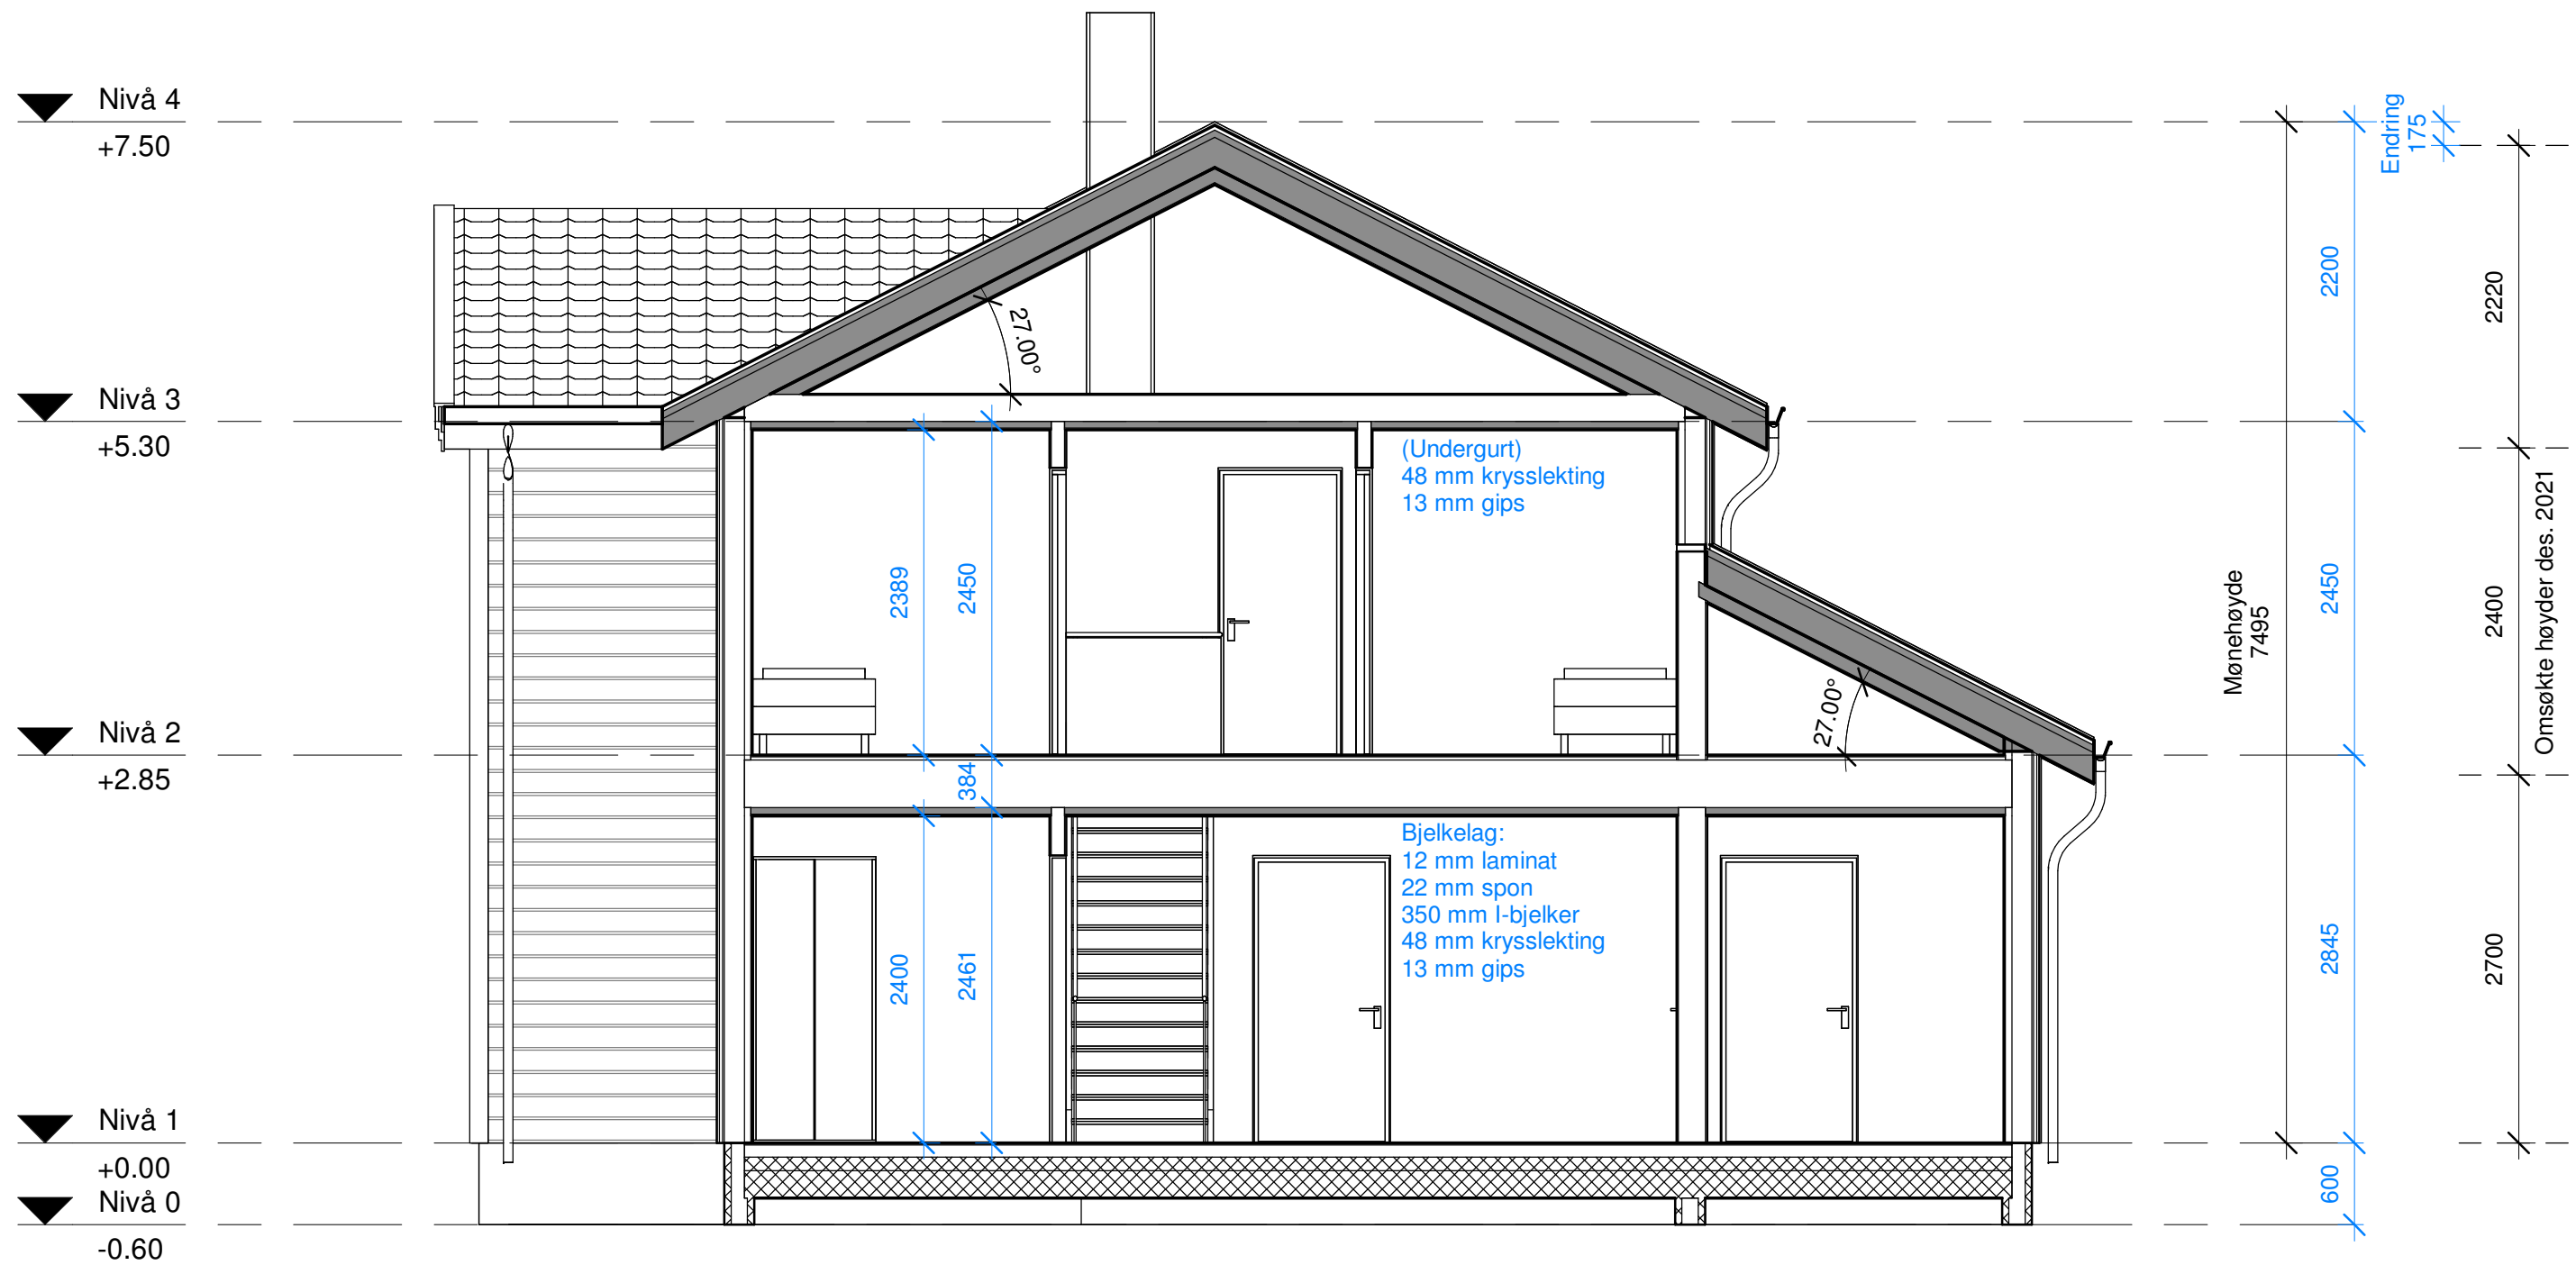 Nivå 4
+7.50
Nivå 3
+5.30
Nivå 2
+2.85
Nivå 1
+0.00
Nivå 0
-0.60
27.00°
2389
2450
384
2400
2461
(Undergurt)
48 mm krysslekting
13 mm gips
Bjelkelag:
12 mm laminat
22 mm spon
350 mm I-bjelker
48 mm krysslekting
13 mm gips
27.00°
Mønehøyde
7495
2200
2450
2845
600
Endring
175
2220
2400
2700
Omsøkte høyder des. 2021